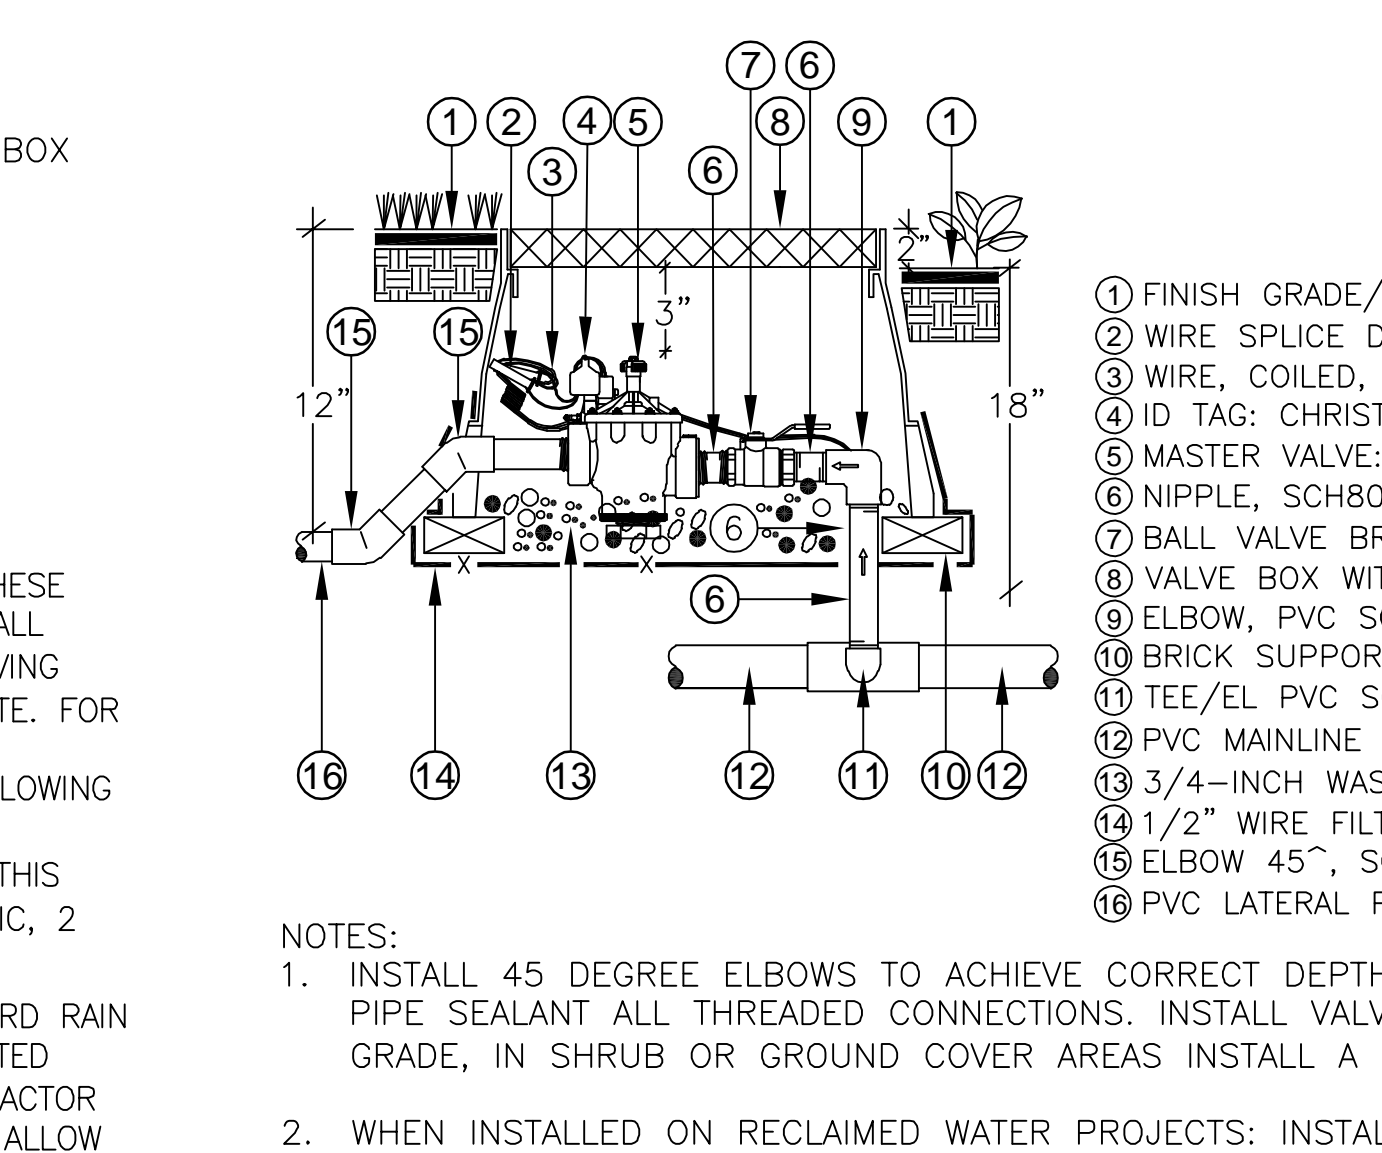 BOX
HESE
ALL
VING
TE. FOR
LOWING
THIS
IC, 2
RD RAIN
TED
ACTOR
ALLOW
7 6
1 2 4 5 8 9 1
3 6
2"
3"
15 15
12" 18"
6
6
16 14 13 12 11 10 12
1 FINISH GRADE/
2 WIRE SPLICE D
3 WIRE, COILED,
4 ID TAG: CHRIST
5 MASTER VALVE:
6 NIPPLE, SCH80
7 BALL VALVE BR
8 VALVE BOX WIT
9 ELBOW, PVC SC
10 BRICK SUPPOR
11 TEE/EL PVC S
12 PVC MAINLINE
13 3/4-INCH WAS
14 1/2" WIRE FILT
15 ELBOW 45^, SC
16 PVC LATERAL P
NOTES:
1. INSTALL 45 DEGREE ELBOWS TO ACHIEVE CORRECT DEPTH
PIPE SEALANT ALL THREADED CONNECTIONS. INSTALL VALV
GRADE, IN SHRUB OR GROUND COVER AREAS INSTALL A
2. WHEN INSTALLED ON RECLAIMED WATER PROJECTS: INSTAL